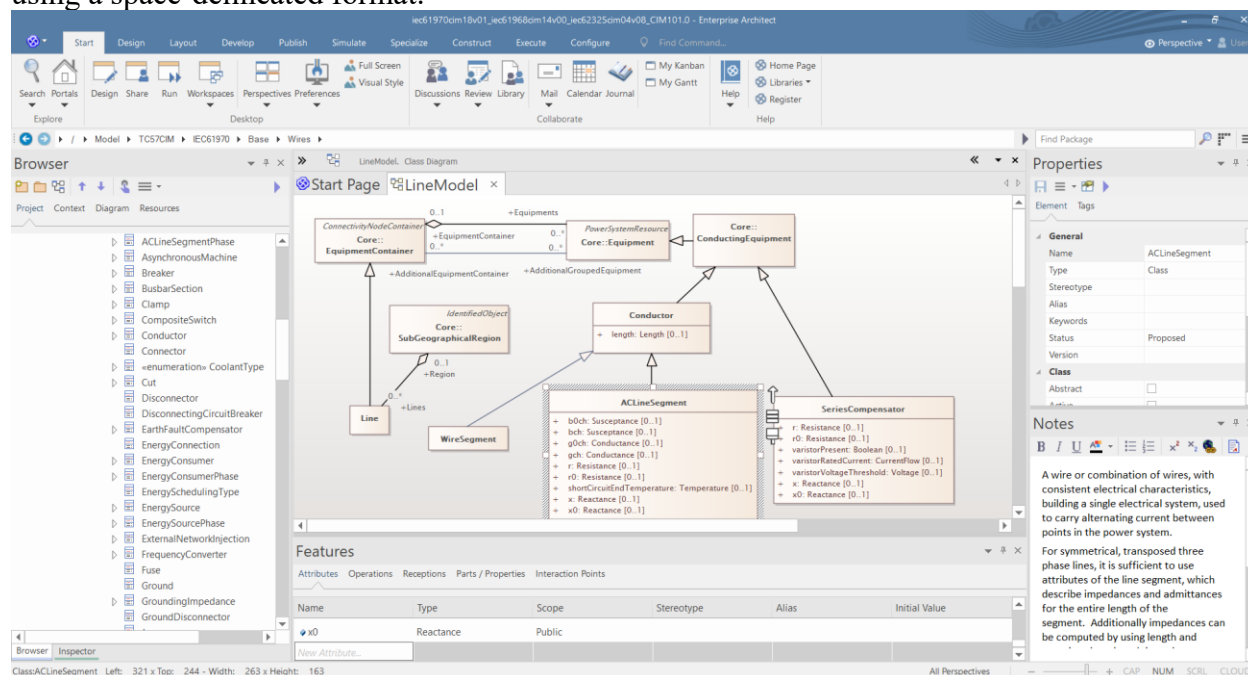 using a space-delineated format.
iec61970cim18v01_iec61968cim14v00_iec62325cim04v08_CIM101.0 - Enterprise Architect
Start Design Layout Develop Publish Simulate Specialize Construct Execute Configure Find Command... Perspective User
Full Screen
Visual Style
My Kanban
My Gantt
Home Page
Libraries
Register
Search Portals Design Share Run Workspaces Perspectives Preferences Discussions Review Library Mail Calendar Journal Help
Explore Desktop Collaborate Help
/ Model TC57CIM IEC61970 Base Wires Find Package
Browser
Project Context Diagram Resources
ACLineSegmentPhase
AsynchronousMachine
Breaker
BusbarSection
Clamp
CompositeSwitch
Conductor
Connector
«enumeration» CoolantType
Cut
Disconnector
DisconnectingCircuitBreaker
EarthFaultCompensator
EnergyConnection
EnergyConsumer
EnergyConsumerPhase
EnergySchedulingType
EnergySource
EnergySourcePhase
ExternalNetworkInjection
FrequencyConverter
Fuse
Ground
GroundingImpedance
GroundDisconnector
Browser Inspector
LineModel. Class Diagram
Start Page LineModel ×
ConnectivityNodeContainer
Core::
EquipmentContainer
0..1 +Equipments
+EquipmentContainer 0..*
0..* 0..*
+AdditionalEquipmentContainer +AdditionalGroupedEquipment
PowerSystemResource
Core::Equipment
Core::
ConductingEquipment
IdentifiedObject
Core::
SubGeographicalRegion
0..1
+Region
0..*
+Lines
Line
WireSegment
Conductor
+ length: Length [0..1]
ACLineSegment
+ b0ch: Susceptance [0..1]
+ bch: Susceptance [0..1]
+ g0ch: Conductance [0..1]
+ gch: Conductance [0..1]
+ r: Resistance [0..1]
+ r0: Resistance [0..1]
+ shortCircuitEndTemperature: Temperature [0..1]
+ x: Reactance [0..1]
+ x0: Reactance [0..1]
SeriesCompensator
+ r: Resistance [0..1]
+ r0: Resistance [0..1]
+ varistorPresent: Boolean [0..1]
+ varistorRatedCurrent: CurrentFlow [0..1]
+ varistorVoltageThreshold: Voltage [0..1]
+ x: Reactance [0..1]
+ x0: Reactance [0..1]
Features
Attributes Operations Receptions Parts / Properties Interaction Points
Name Type Scope Stereotype Alias Initial Value
x0 Reactance Public
New Attribute...
Properties
Element Tags
General
Name ACLineSegment
Type Class
Stereotype
Alias
Keywords
Status Proposed
Version
Class
Abstract
Notes
B I U
A wire or combination of wires, with
consistent electrical characteristics,
building a single electrical system, used
to carry alternating current between
points in the power system.
For symmetrical, transposed three
phase lines, it is sufficient to use
attributes of the line segment, which
describe impedances and admittances
for the entire length of the
segment. Additionally impedances can
be computed by using length and
Class:ACLineSegment Left: 321 x Top: 244 - Width: 263 x Height: 163 All Perspectives CAP NUM SCRL CLOUD